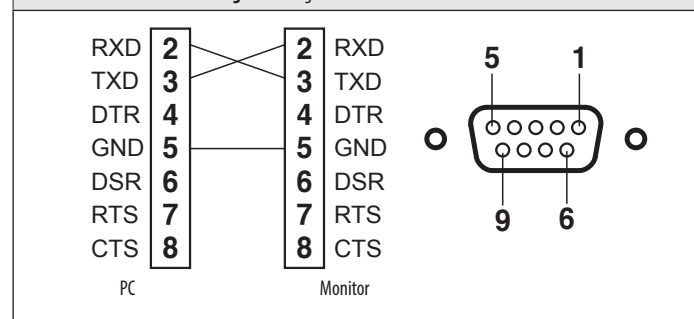 RXD 2 2 RXD
TXD 3 3 TXD
DTR 4 4 DTR
GND 5 5 GND
DSR 6 6 DSR
RTS 7 7 RTS
CTS 8 8 CTS
PC Monitor
5 1
9 6